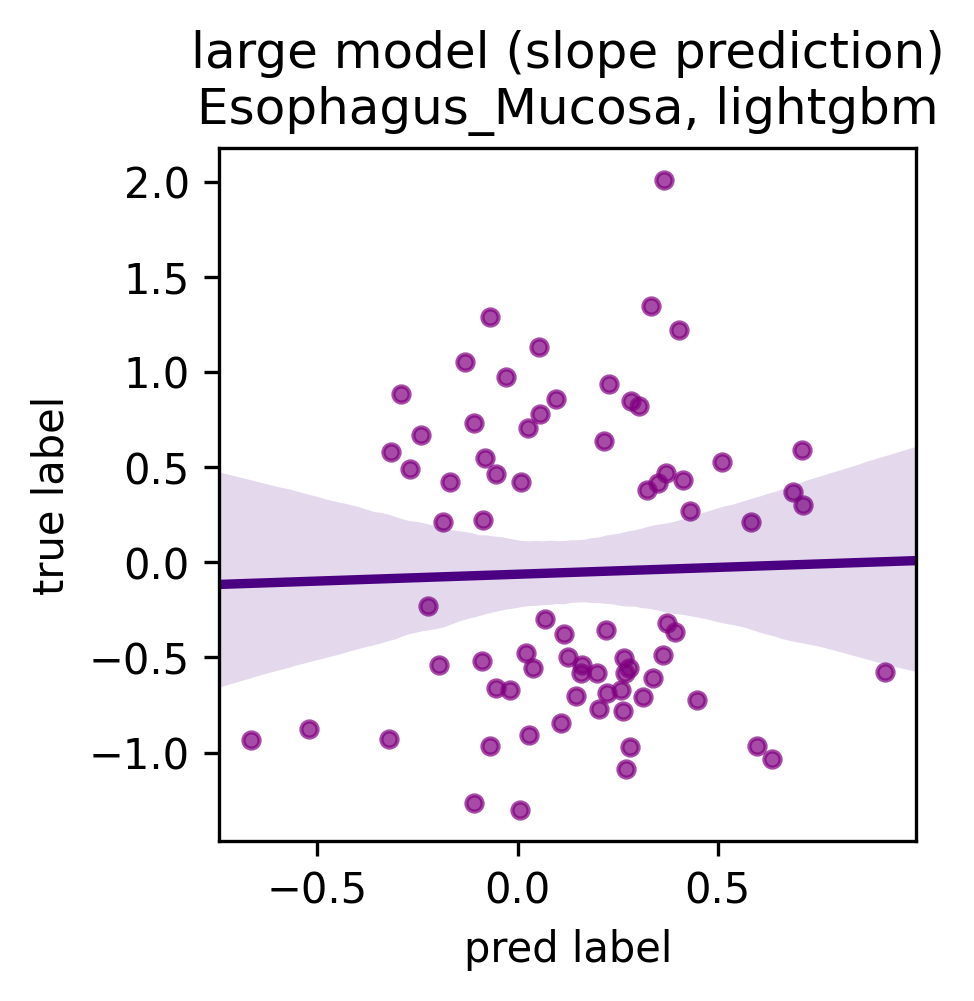 large model (slope prediction)
Esophagus_Mucosa, lightgbm
2.0
1.5
1.0
0.5
0.0
−0.5
−1.0
true label
−0.5 0.0 0.5
pred label